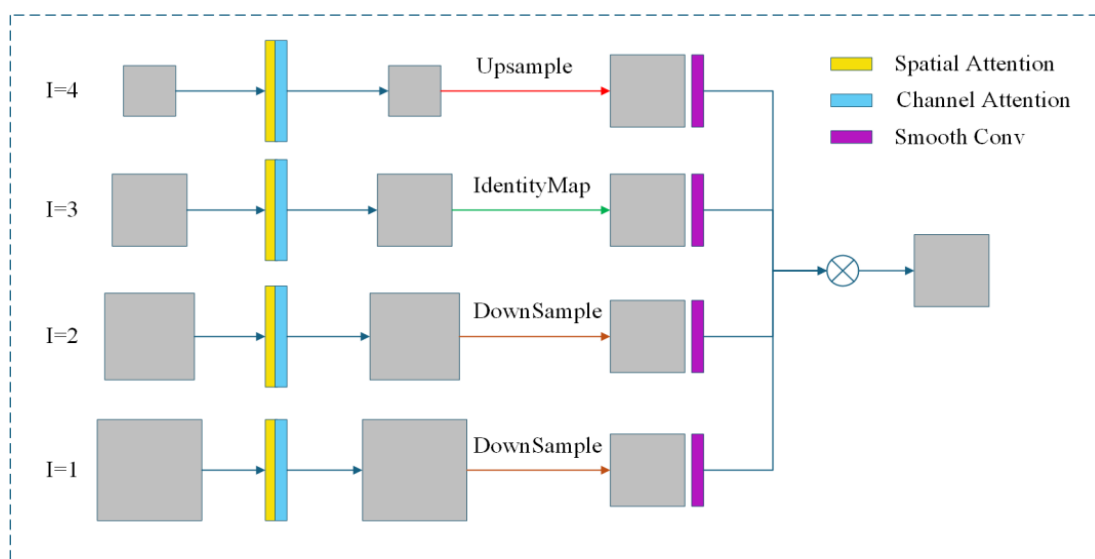 I=4
Upsample
Spatial Attention
Channel Attention
Smooth Conv
I=3
IdentityMap
I=2
DownSample
I=1
DownSample